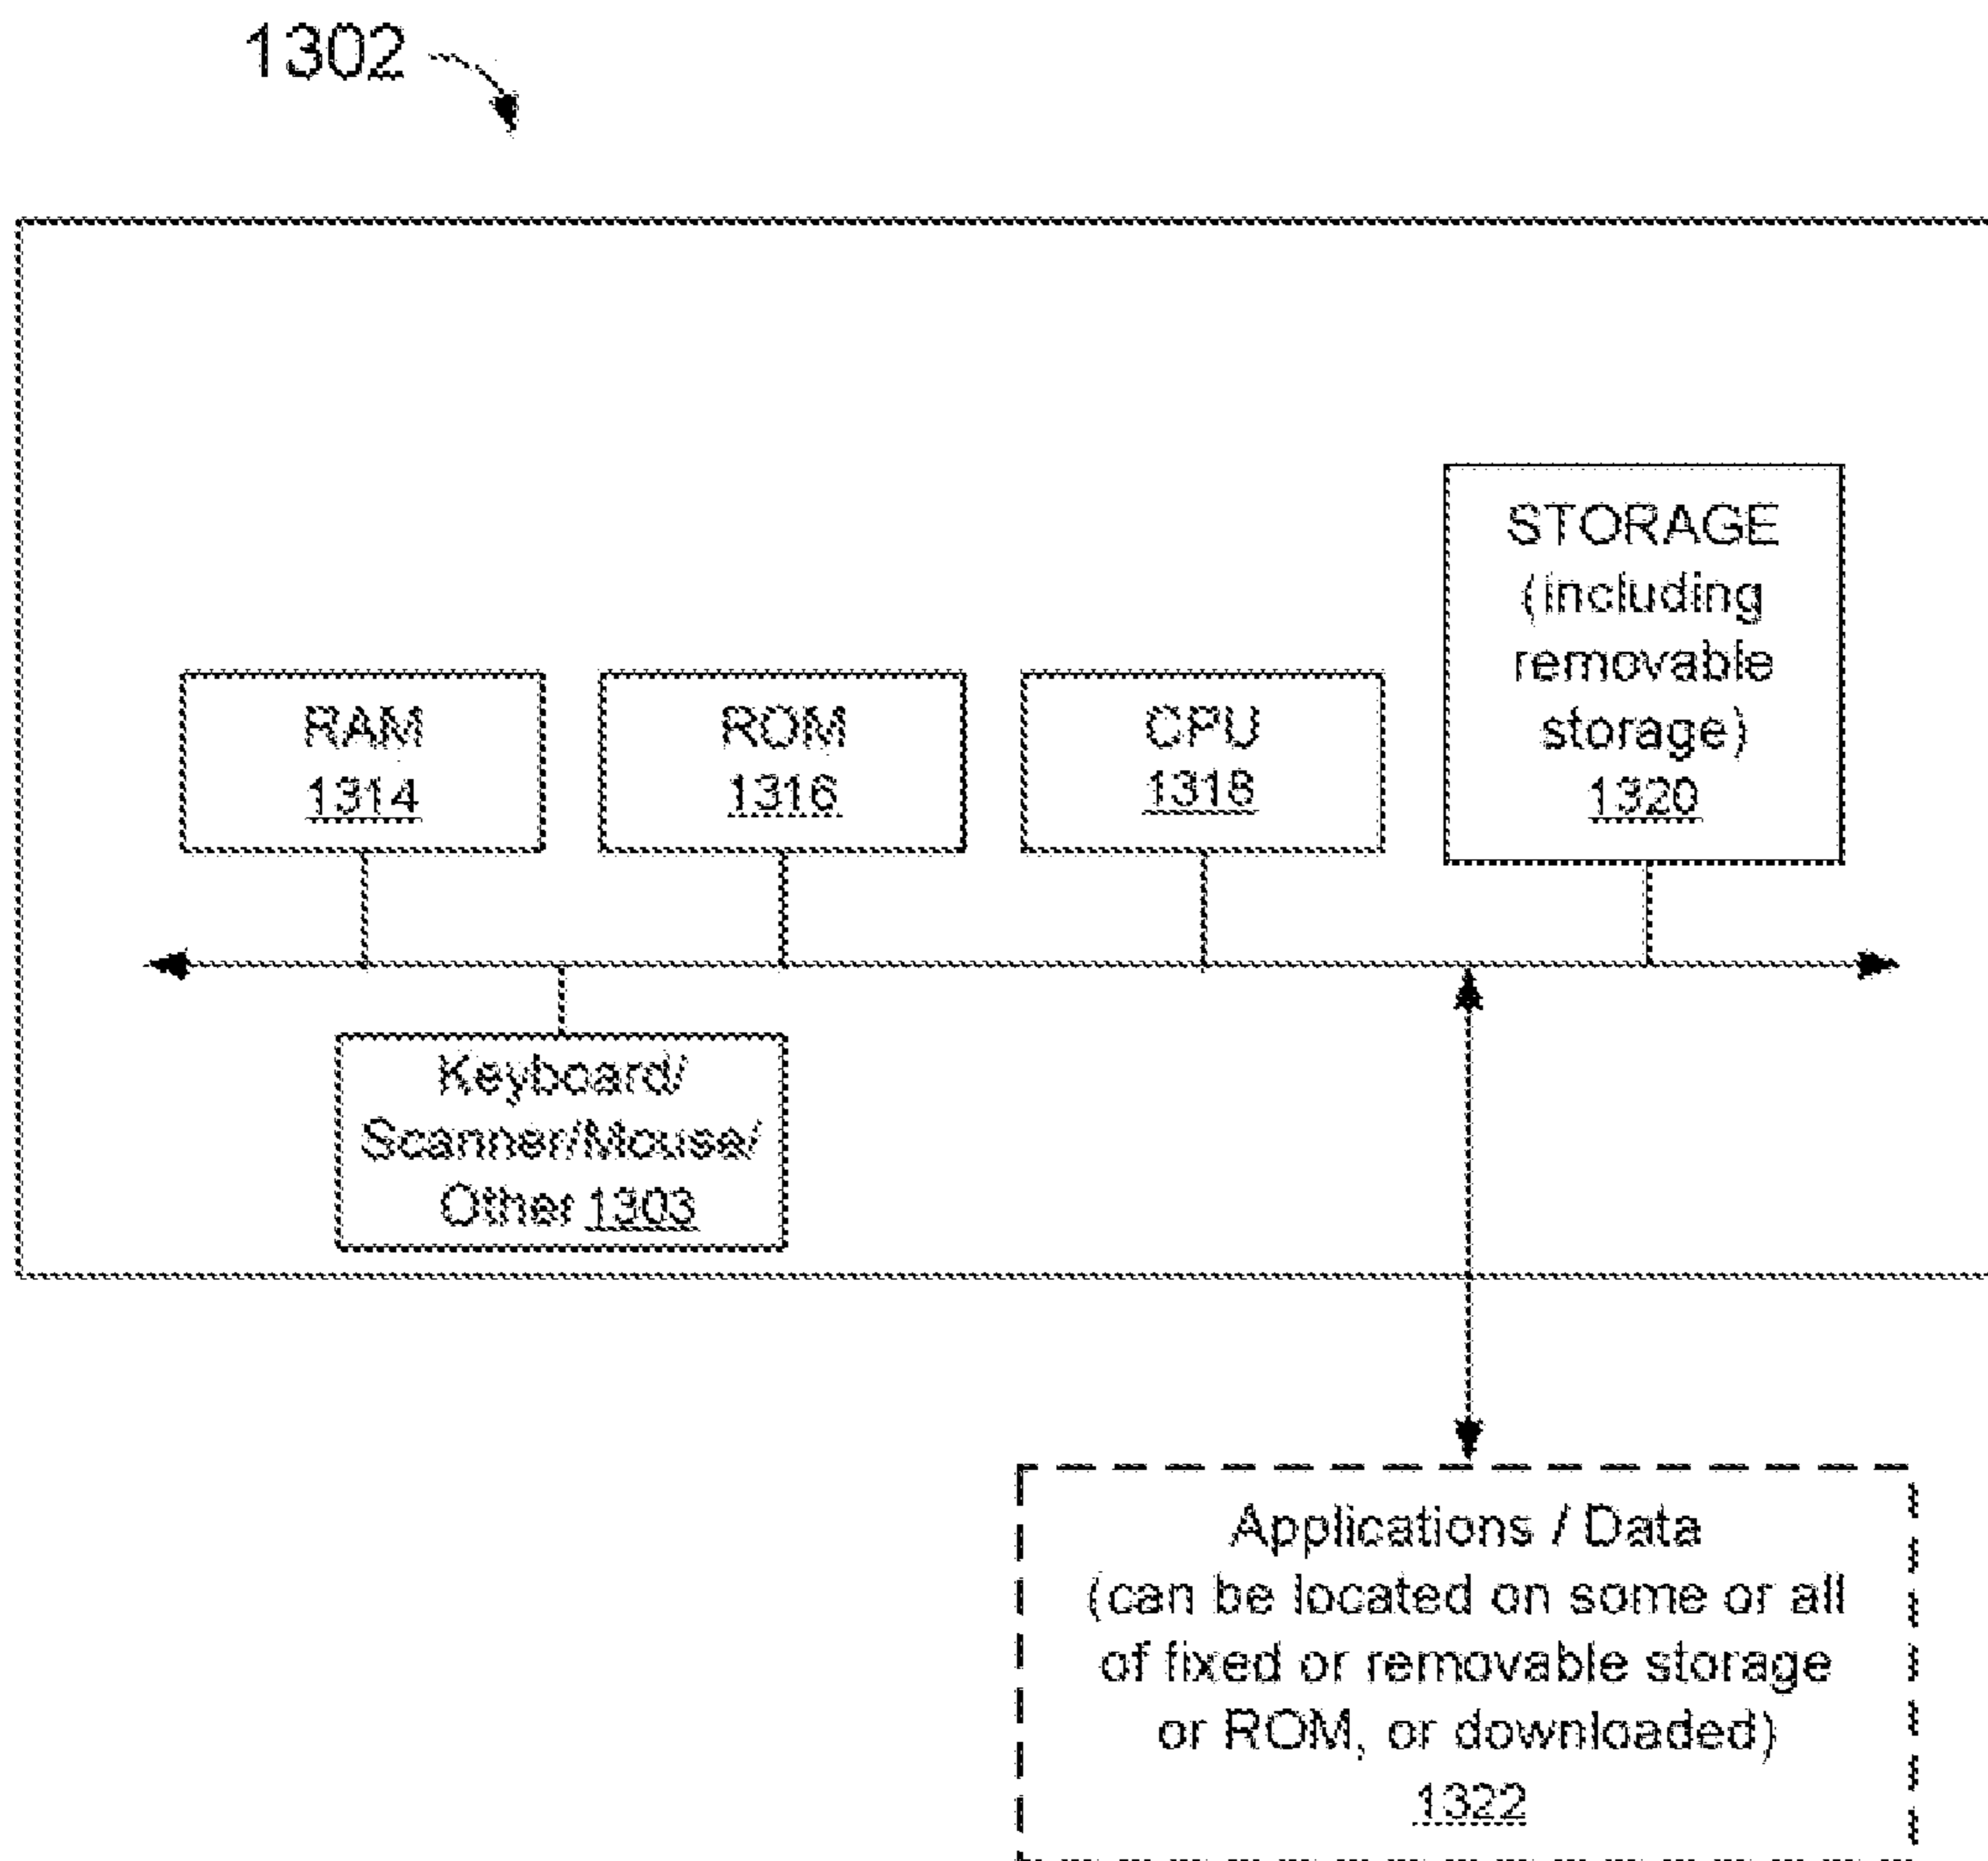 1302
STORAGE
(including
removable
storage)
1320
RAM
1314
ROM
1316
CPU
1318
Keyboard/
Scanner/Mouse/
Other 1303
Applications / Data
(can be located on some or all
of fixed or removable storage
or ROM, or downloaded)
1322